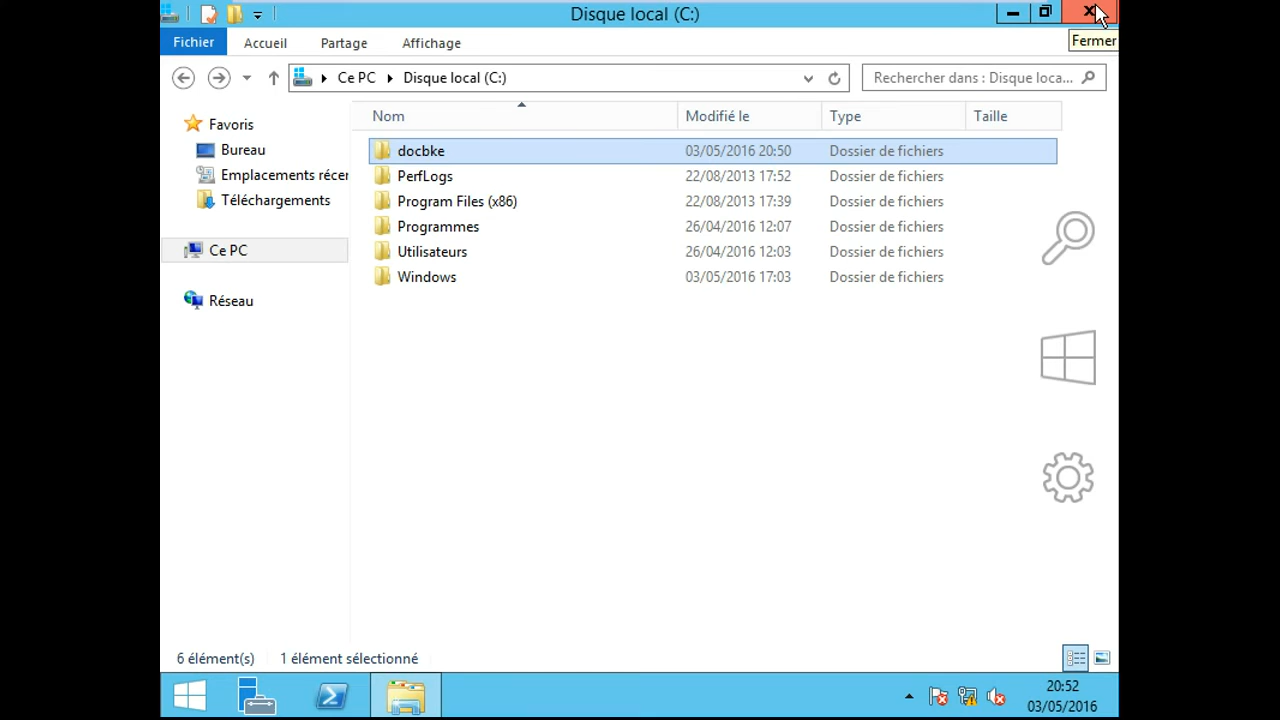 Disque local (C:)
Fichier Accueil Partage Affichage
Fermer
Ce PC Disque local (C:)
Rechercher dans : Disque loca...
Nom Modifié le Type Taille
Favoris
Bureau
Emplacements récer
Téléchargements
Ce PC
Réseau
docbke 03/05/2016 20:50 Dossier de fichiers
PerfLogs 22/08/2013 17:52 Dossier de fichiers
Program Files (x86) 22/08/2013 17:39 Dossier de fichiers
Programmes 26/04/2016 12:07 Dossier de fichiers
Utilisateurs 26/04/2016 12:03 Dossier de fichiers
Windows 03/05/2016 17:03 Dossier de fichiers
6 élément(s) 1 élément sélectionné
20:52
03/05/2016